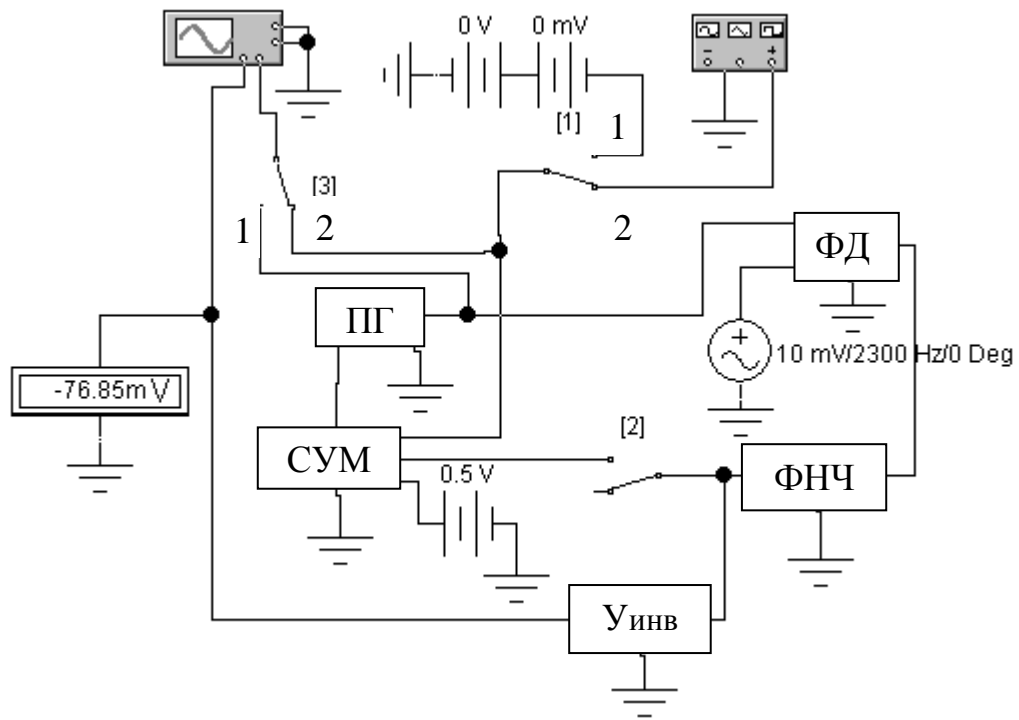 0 V
0 mV
[1]
1
[3]
1
2
2
ФД
ПГ
10 mV/2300 Hz/0 Deg
-76.85mV
[2]
СУМ
0.5 V
ФНЧ
Уинв